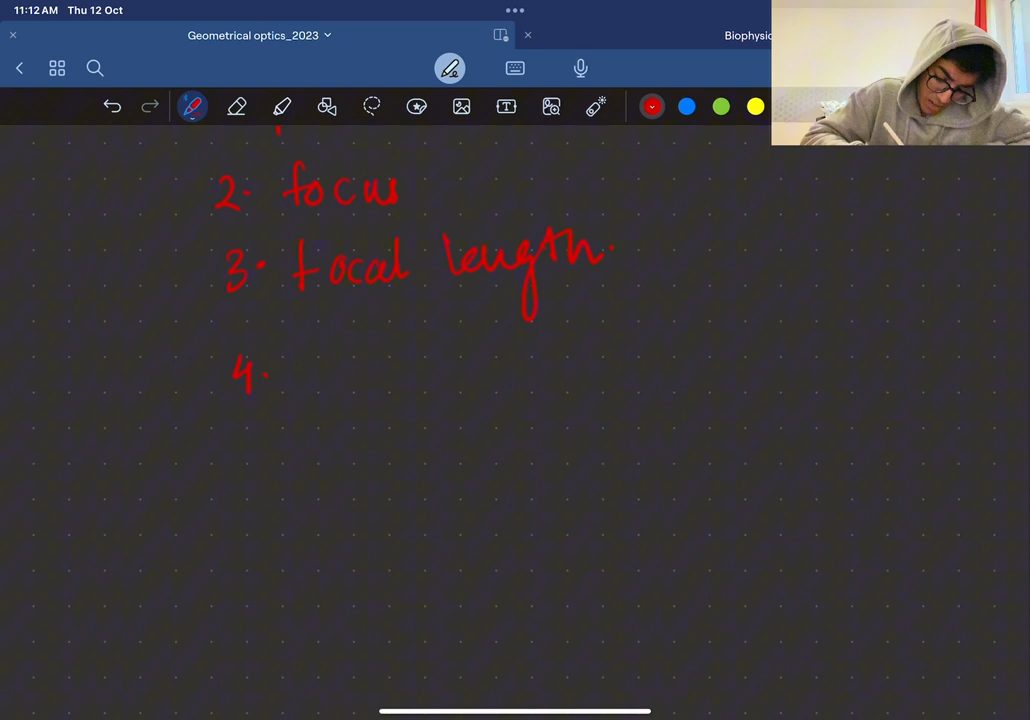 11:12 AM Thu 12 Oct
Geometrical optics_2023
Biophysic
2. focus
3. focal length.
4.